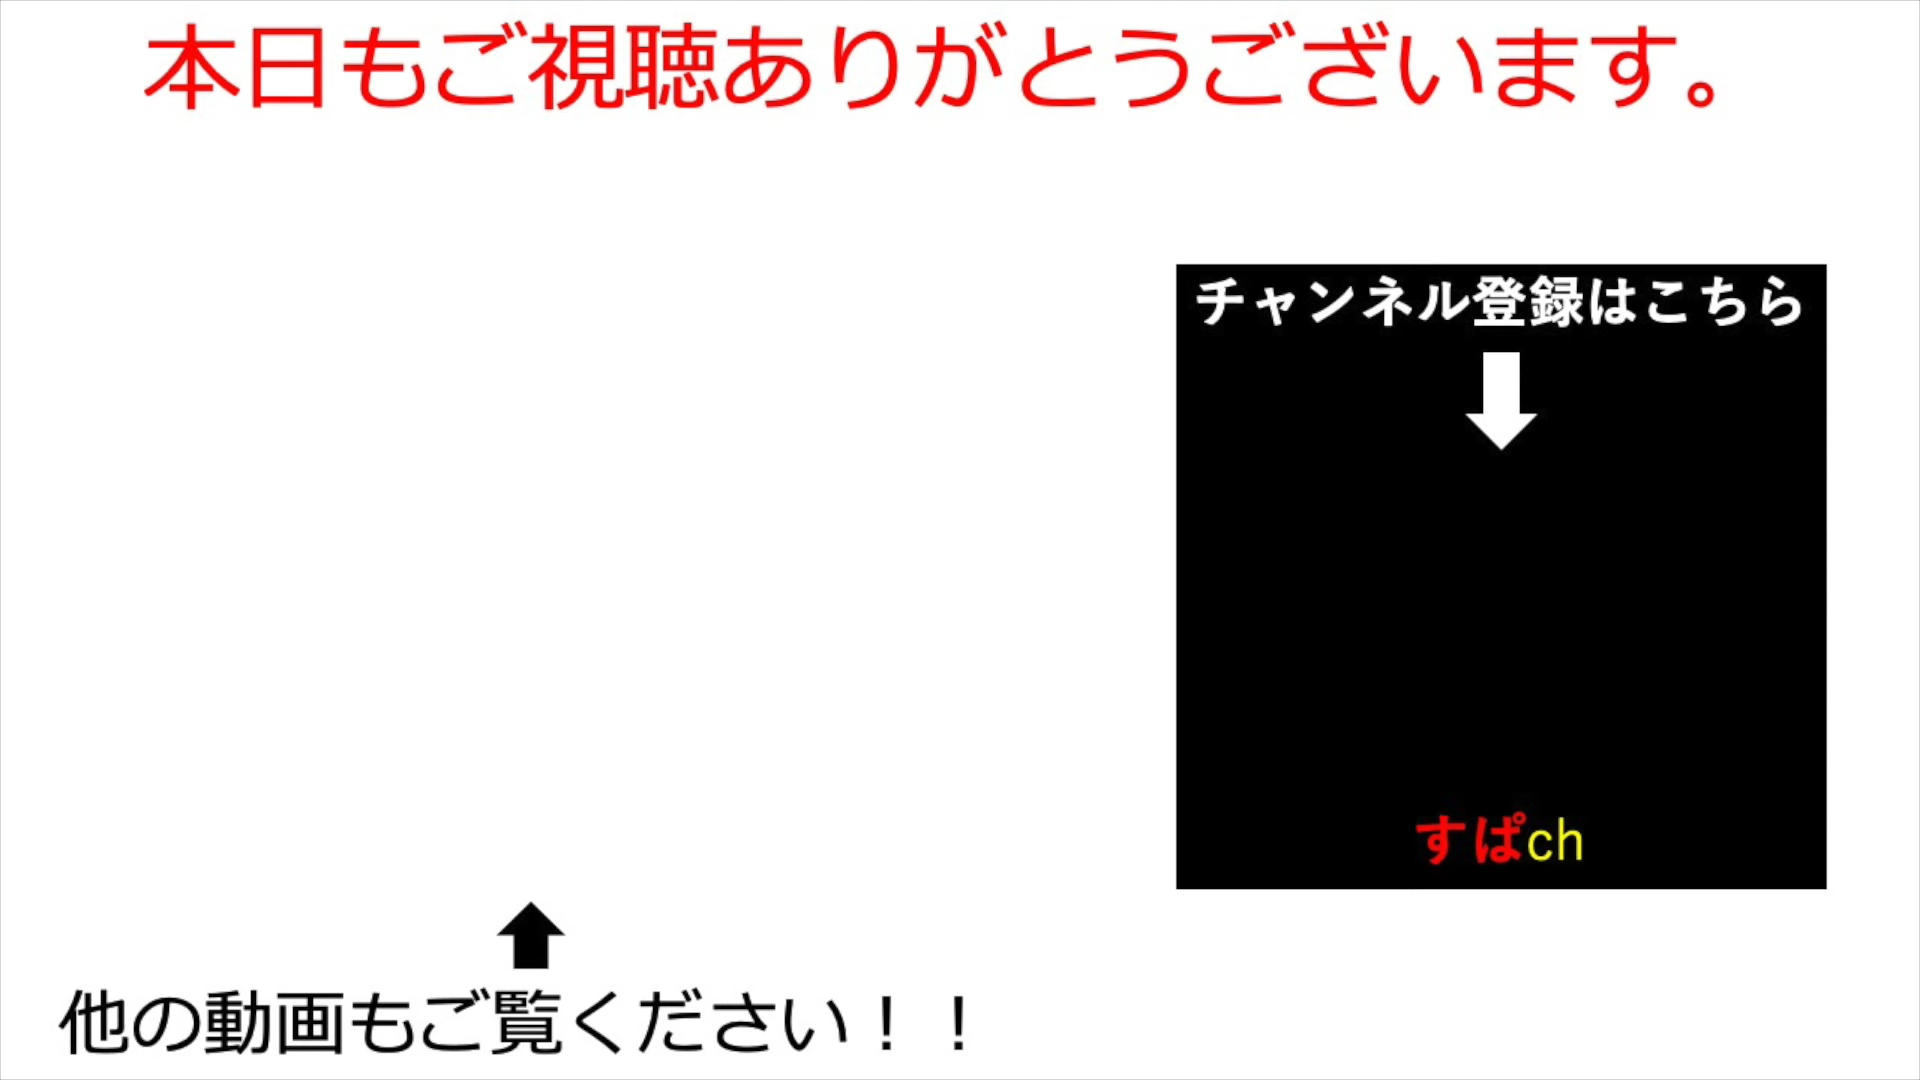 本日もご視聴ありがとうございます。
チャンネル登録はこちら
すぱch
他の動画もご覧ください！！